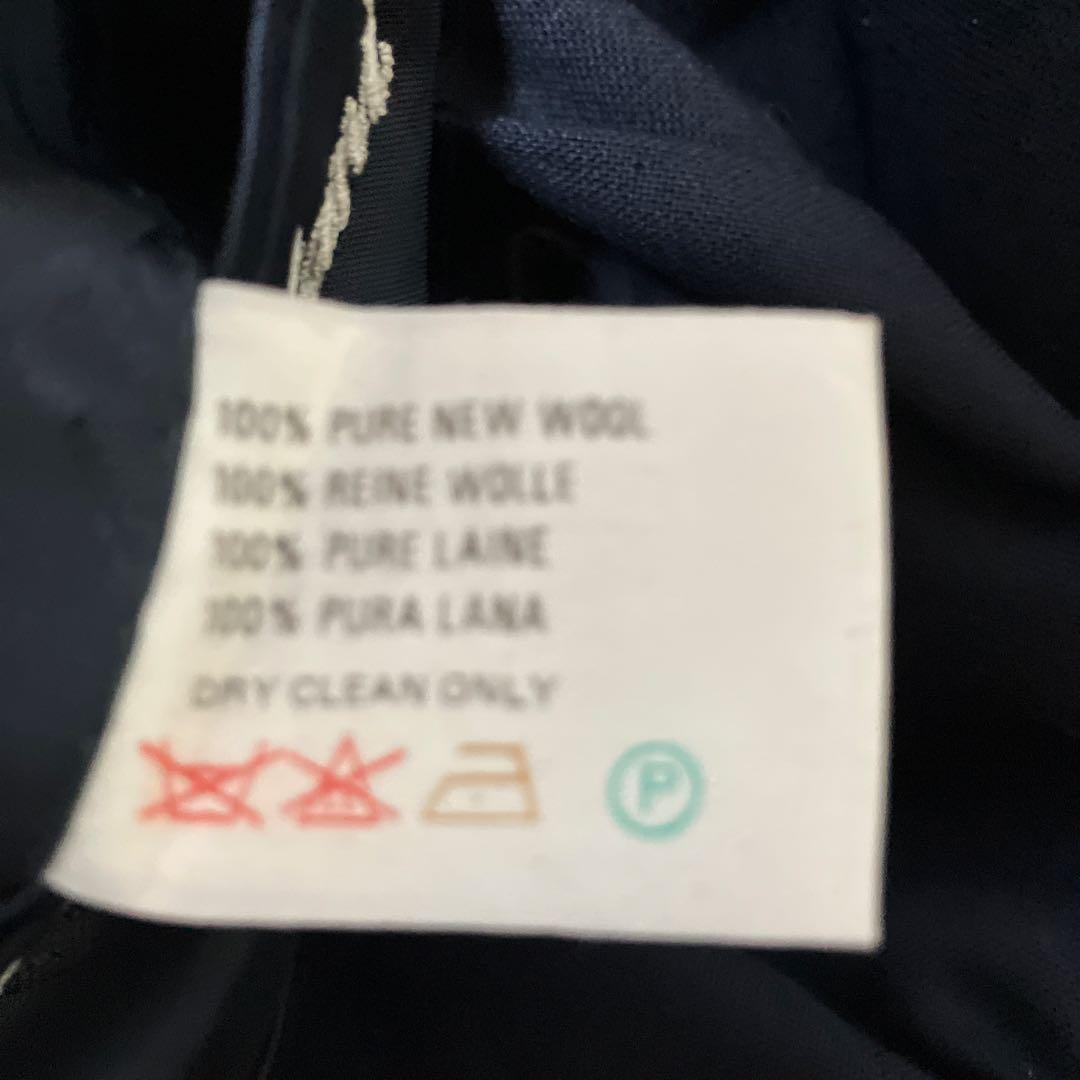 100% PURE NEW WOOL
100% REINE WOLLE
100% PURE LAINE
100% PURA LANA
DRY CLEAN ONLY
P